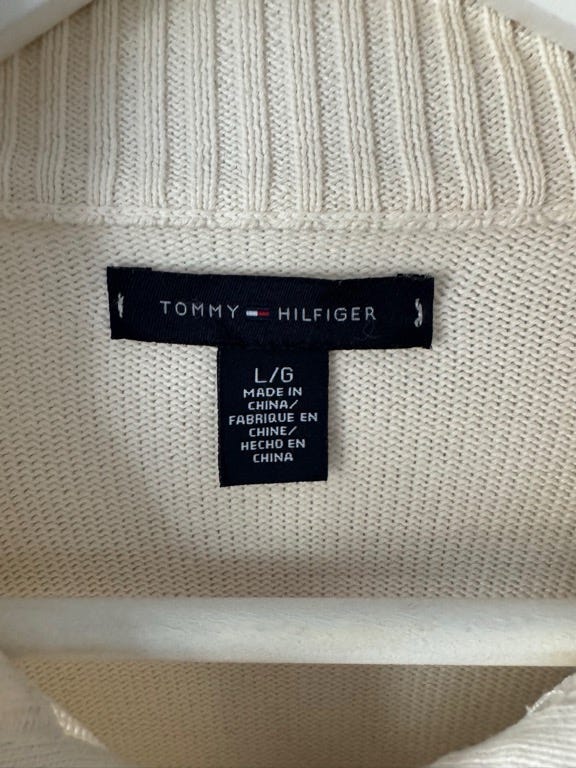 TOMMY HILFIGER
L/G
MADE IN
CHINA/
FABRIQUE EN
CHINE/
HECHO EN
CHINA